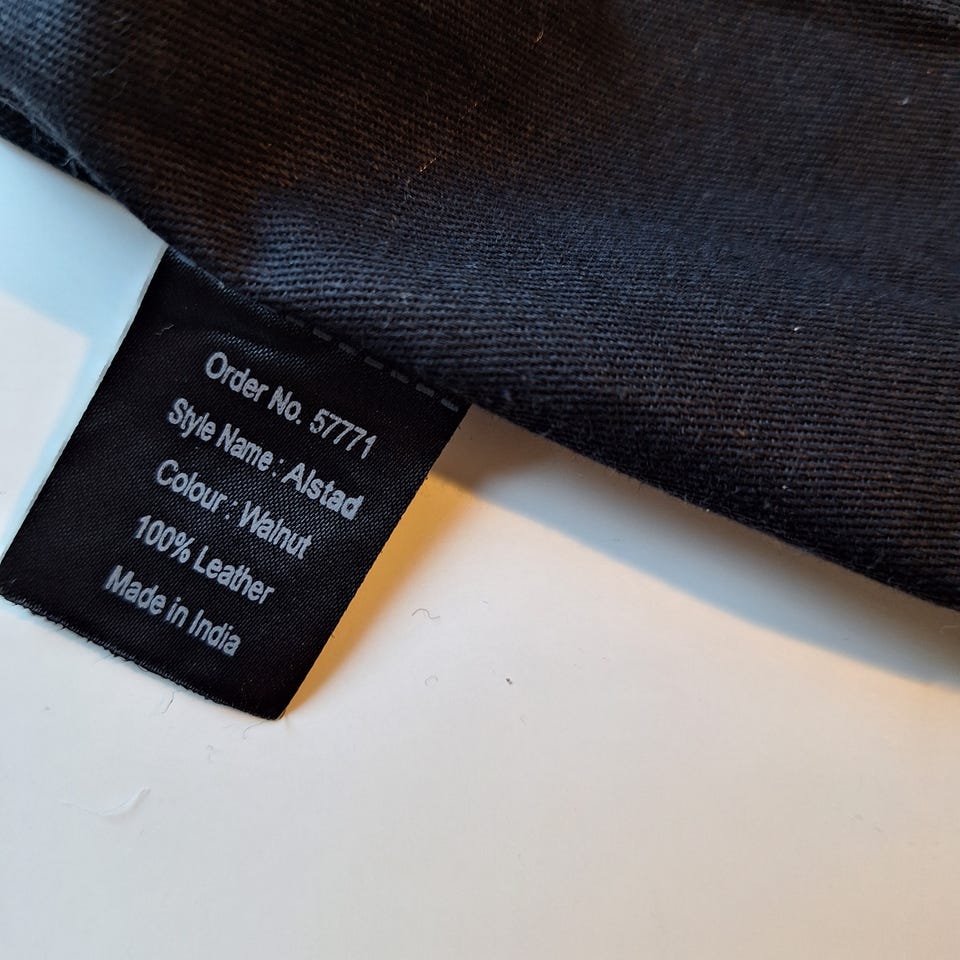 Order No. 57771
Style Name : Alstad
Colour : Walnut
100% Leather
Made in India